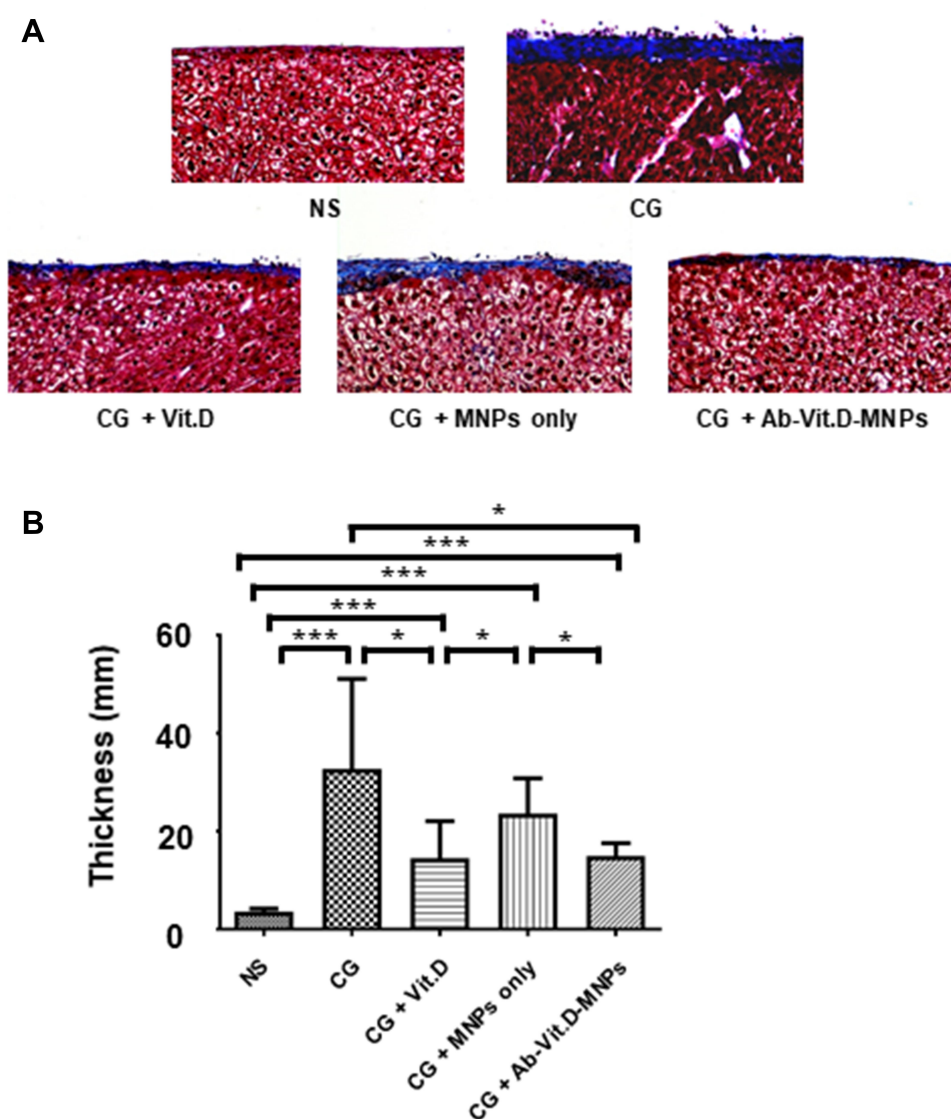 A
NS
CG
CG + Vit.D
CG + MNPs only
CG + Ab-Vit.D-MNPs
B
*
***
***
***
***
*
*
*
Thickness (mm)
60
40
20
0
NS
CG
CG + Vit.D
CG + MNPs only
CG + Ab-Vit.D-MNPs